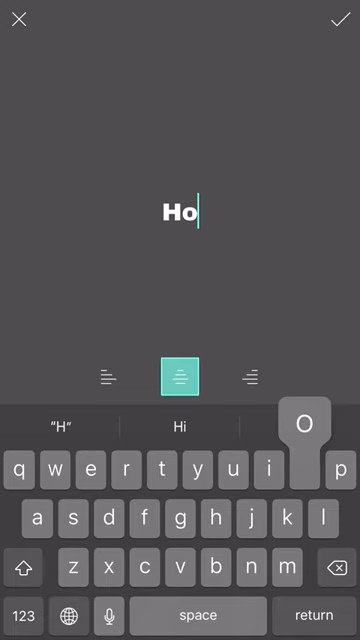 Ho
“H”
Hi
O
q w e r t y u i p
a s d f g h j k l
z x c v b n m
123 space return